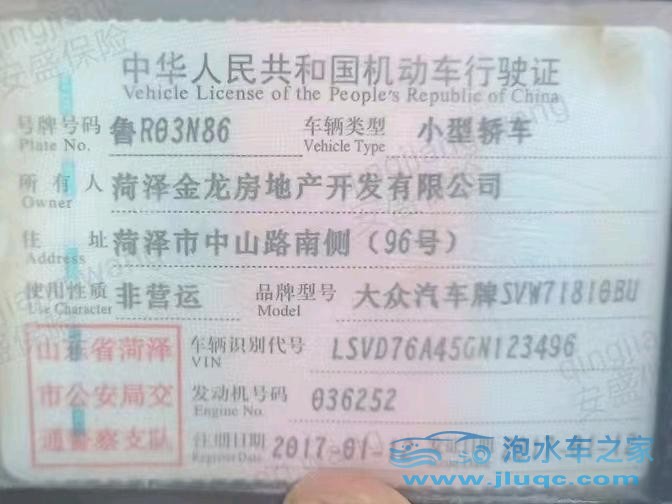 中华人民共和国机动车行驶证
Vehicle License of the People's Republic of China
号牌号码 鲁R03N86 车辆类型 小型轿车
Plate No. Vehicle Type
所有人 菏泽金龙房地产开发有限公司
Owner
住址 菏泽市中山路南侧（96号）
Address
使用性质 非营运 品牌型号 大众汽车牌SVW71810BU
Use Character Model
山东省菏泽
市公安局交
通警察支队
车辆识别代号 LSVD76A45GN123496
VIN
发动机号码 036252
Engine No.
注册日期 2017-01-
Register Date
泡水车之家
www.jluqc.com
安盛保险
安盛保险